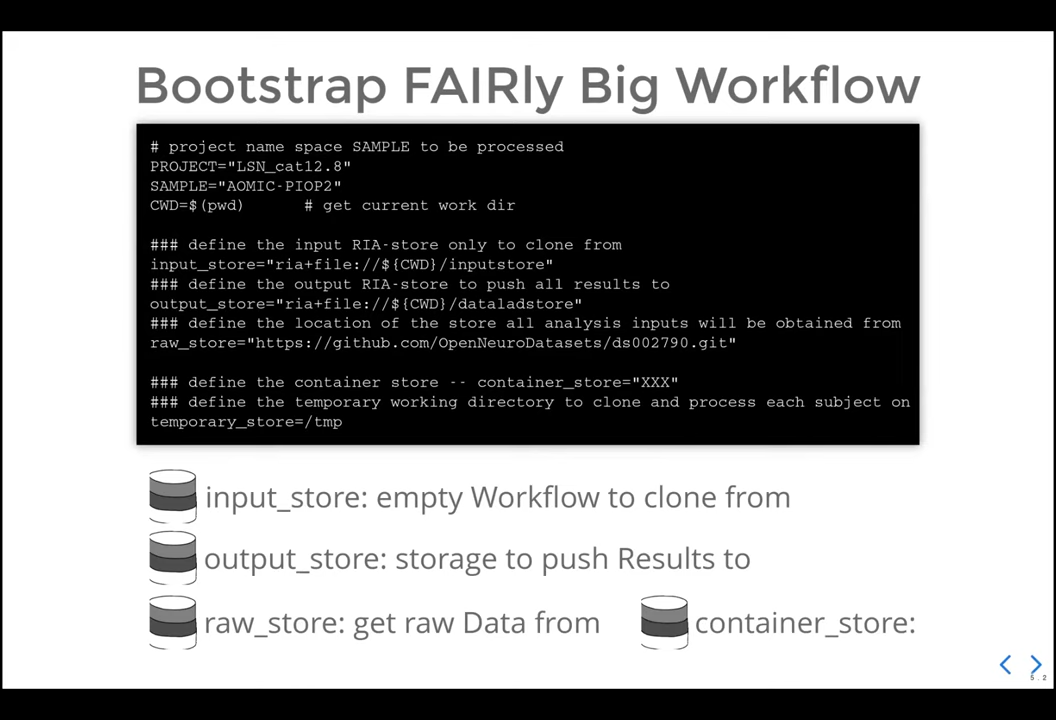 Bootstrap FAIRly Big Workflow
# project name space SAMPLE to be processed
PROJECT="LSN_cat12.8"
SAMPLE="AOMIC-PIOP2"
CWD=$(pwd)      # get current work dir
### define the input RIA-store only to clone from
input_store="ria+file://${CWD}/inputstore"
### define the output RIA-store to push all results to
output_store="ria+file://${CWD}/dataladstore"
### define the location of the store all analysis inputs will be obtained from
raw_store="https://github.com/OpenNeuroDatasets/ds002790.git"
### define the container store -- container_store="XXX"
### define the temporary working directory to clone and process each subject on
temporary_store=/tmp
input_store: empty Workflow to clone from
output_store: storage to push Results to
raw_store: get raw Data from
container_store:
5.2